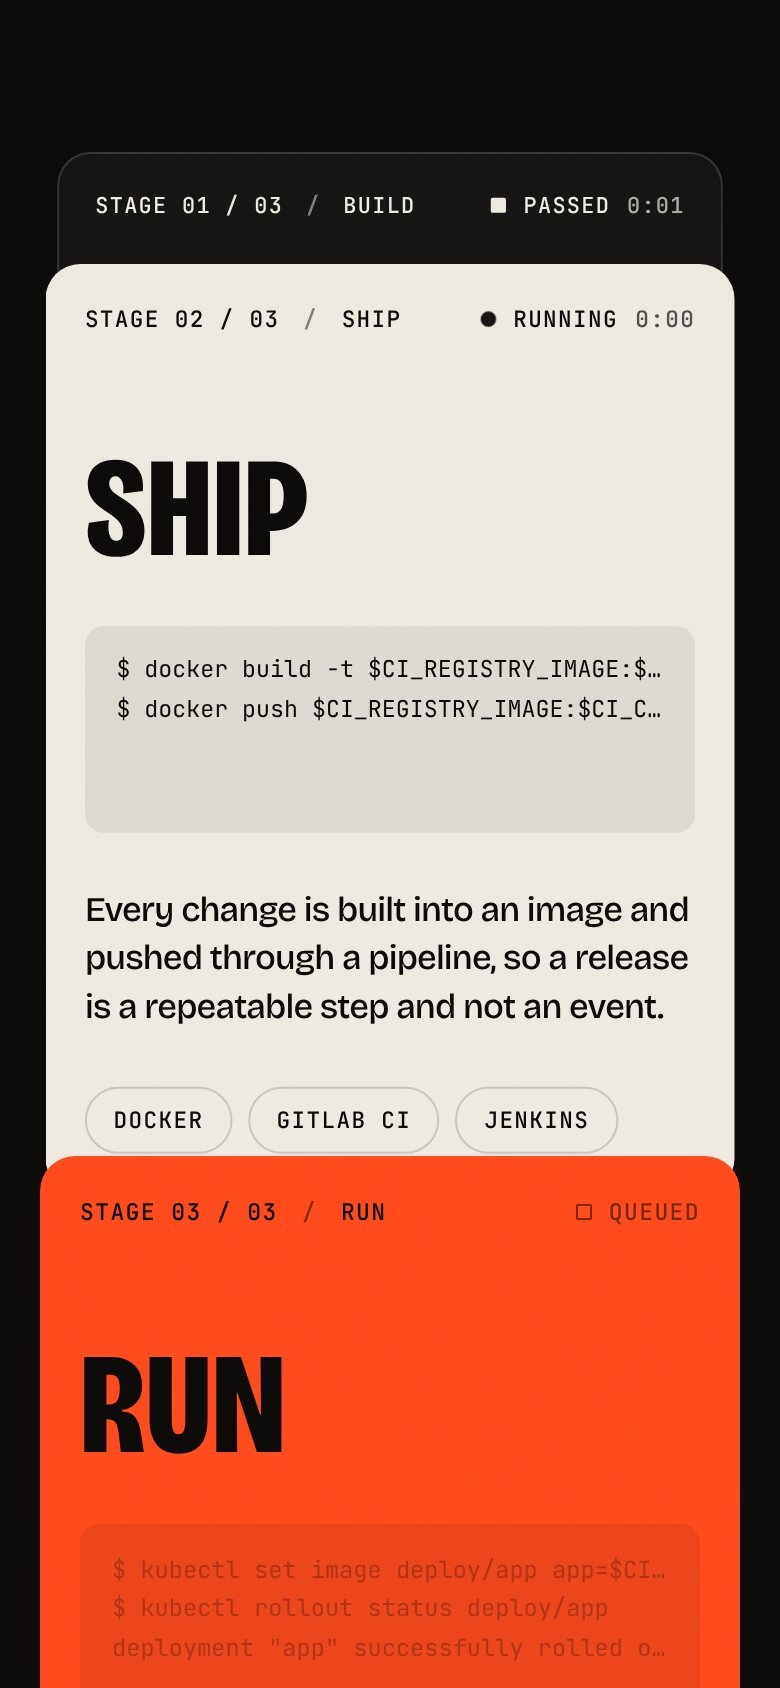 STAGE 01 / 03 / BUILD PASSED 0:01
STAGE 02 / 03 / SHIP RUNNING 0:00
SHIP
$ docker build -t $CI_REGISTRY_IMAGE:$…
$ docker push $CI_REGISTRY_IMAGE:$CI_C…
Every change is built into an image and
pushed through a pipeline, so a release
is a repeatable step and not an event.
DOCKER GITLAB CI JENKINS
STAGE 03 / 03 / RUN QUEUED
RUN
$ kubectl set image deploy/app app=$CI…
$ kubectl rollout status deploy/app
deployment "app" successfully rolled o…